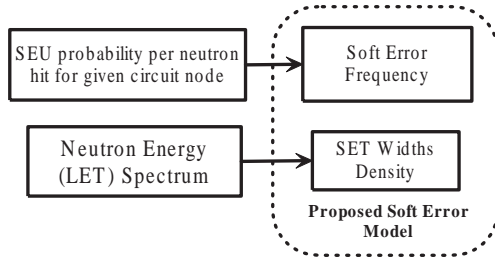 SEU probability per neutron
hit for given circuit node
Soft Error
Frequency
Neutron Energy
(LET) Spectrum
SET Widths
Density
Proposed Soft Error
Model